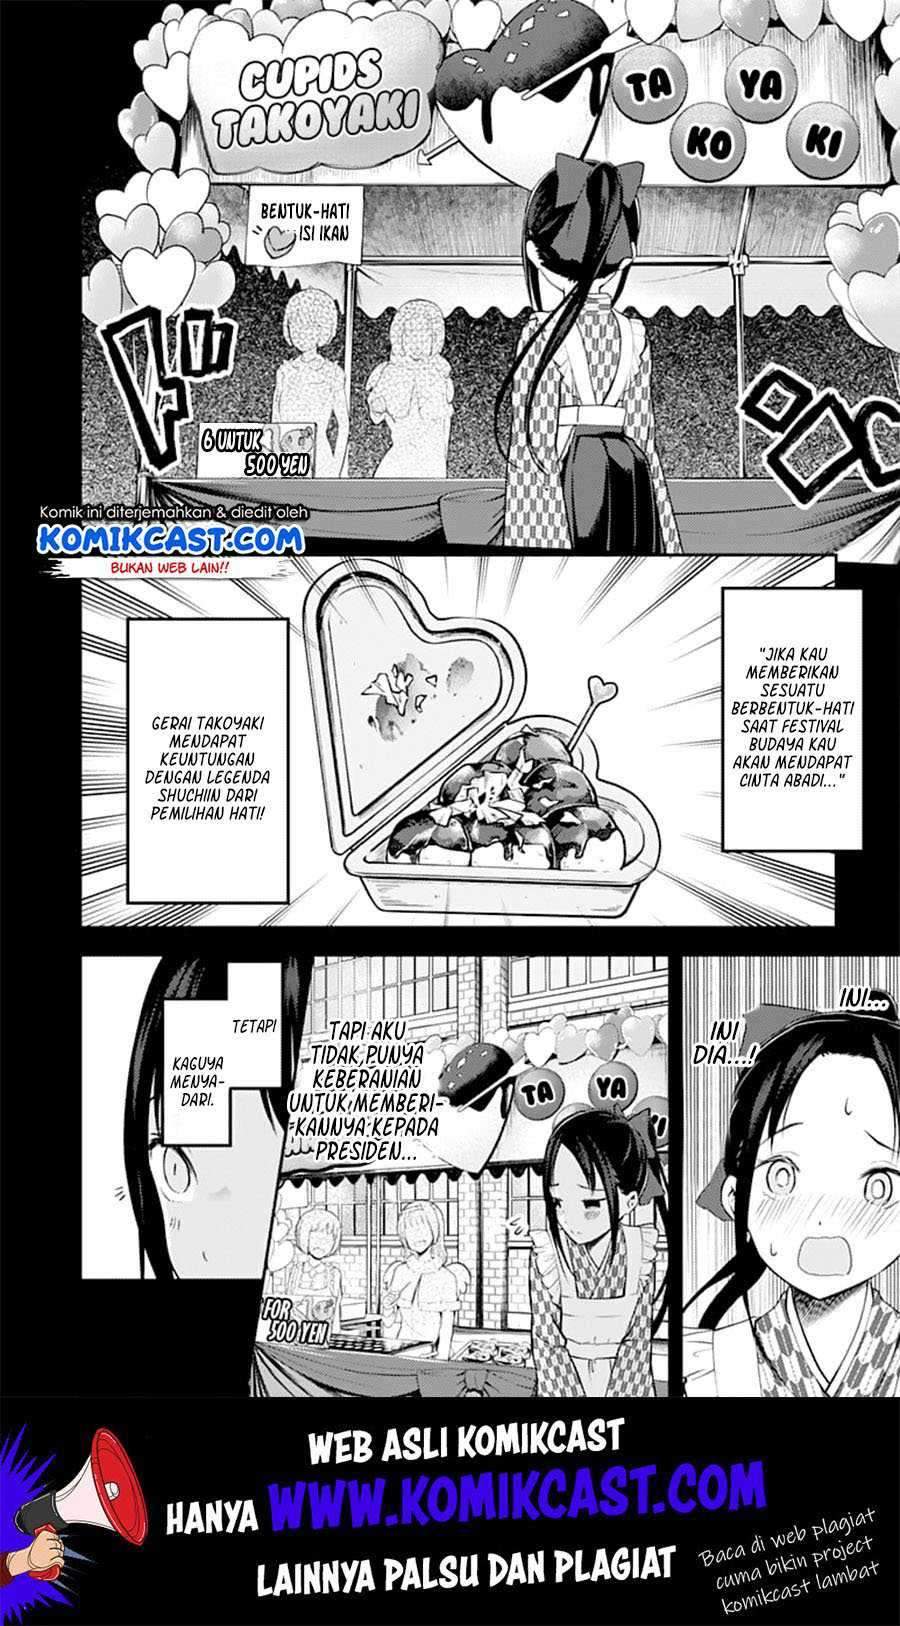 CUPIDS
TAKOYAKI
TA
YA
KO
KI
BENTUK-HATI
ISI IKAN
6 UNTUK
500 YEN
Komik ini diterjemahkan & diedit oleh
KOMIKCAST.COM
BUKAN WEB LAIN!!
"JIKA KAU
MEMBERIKAN
SESUATU
BERBENTUK-HATI
SAAT FESTIVAL
BUDAYA KAU
AKAN MENDAPAT
CINTA ABADI..."
GERAI TAKOYAKI
MENDAPAT
KEUNTUNGAN
DENGAN LEGENDA
SHUCHIIN DARI
PEMILIHAN HATI!
INI...
INI
DIA...!
TAPI AKU
TIDAK PUNYA
KEBERANIAN
UNTUK MEMBERI-
KANNYA KEPADA
PRESIDEN...
TA
YA
KI
FOR
500 YEN
TETAPI
KAGUYA
MENYA-
DARI.
WEB ASLI KOMIKCAST
HANYA WWW.KOMIKCAST.COM
LAINNYA PALSU DAN PLAGIAT
Baca di web plagiat
cuma bikin project
komikcast lambat